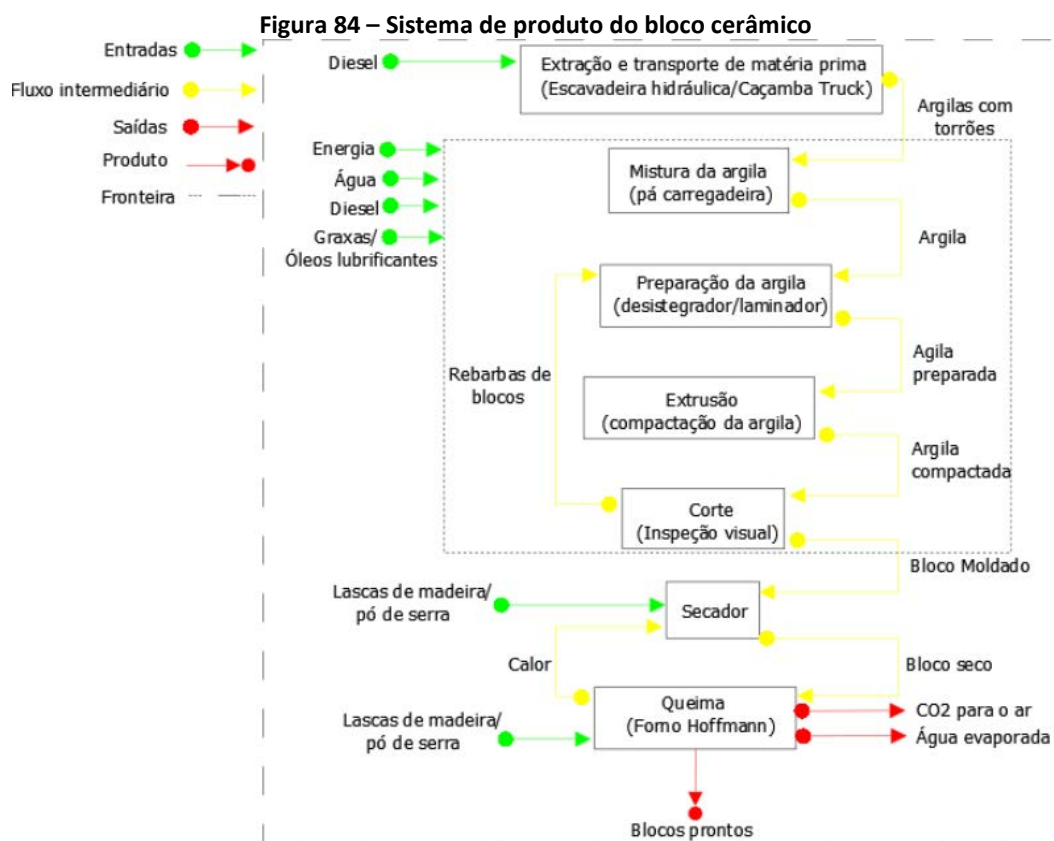 Figura 84 – Sistema de produto do bloco cerâmico
Entradas
Fluxo intermediário
Saídas
Produto
Fronteira
Diesel
Extração e transporte de matéria prima
(Escavadeira hidráulica/Caçamba Truck)
Argilas com
torrões
Energia
Água
Diesel
Graxas/
Óleos lubrificantes
Mistura da argila
(pá carregadeira)
Argila
Preparação da argila
(desistegrador/laminador)
Agila
preparada
Rebarbas de
blocos
Extrusão
(compactação da argila)
Argila
compactada
Corte
(Inspeção visual)
Bloco Moldado
Lascas de madeira/
pó de serra
Secador
Calor
Bloco seco
Lascas de madeira/
pó de serra
Queima
(Forno Hoffmann)
CO2 para o ar
Água evaporada
Blocos prontos